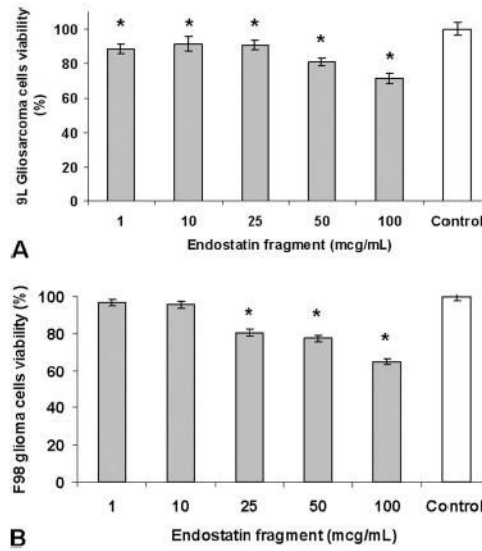 120
100
80
60
40
20
0
9L Gliosarcoma cells viability
(%)
* * * * *
1 10 25 50 100 Control
Endostatin fragment (mcg/mL)
A
100
80
60
40
20
0
F98 glioma cells viability (%)
* * *
1 10 25 50 100 Control
Endostatin fragment (mcg/mL)
B